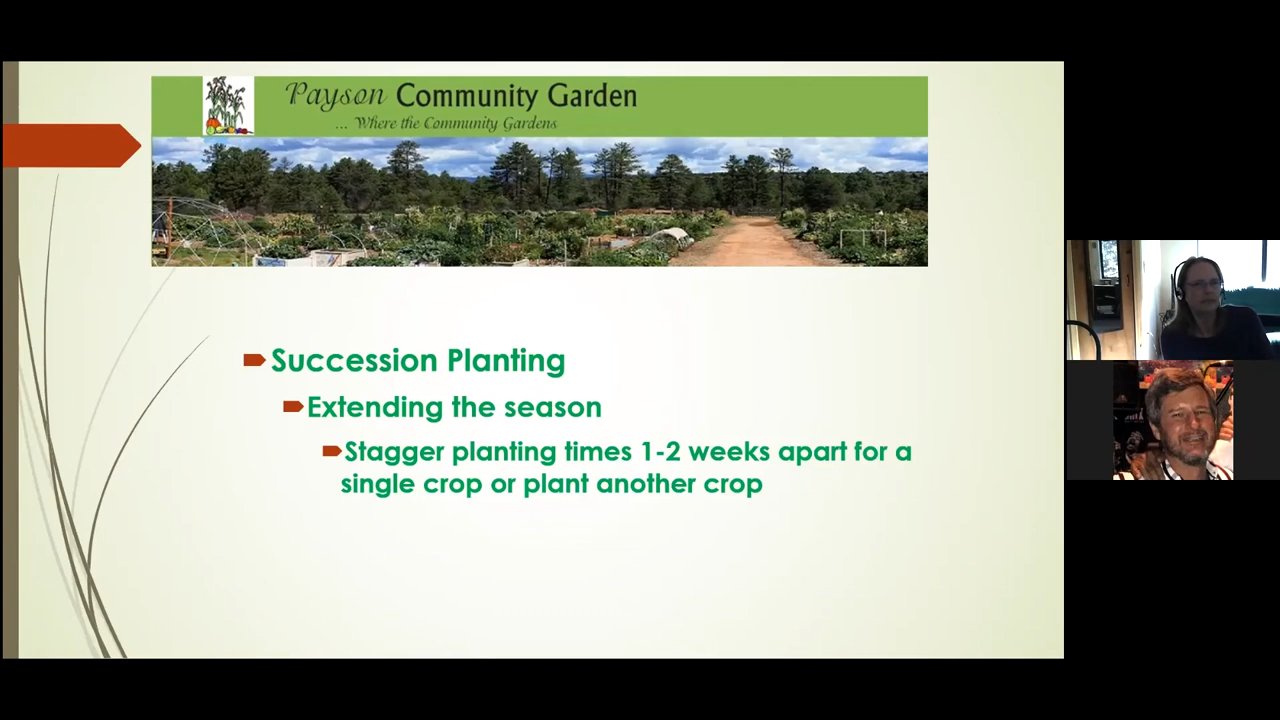 Payson Community Garden
... Where the Community Gardens
Succession Planting
Extending the season
Stagger planting times 1-2 weeks apart for a
single crop or plant another crop